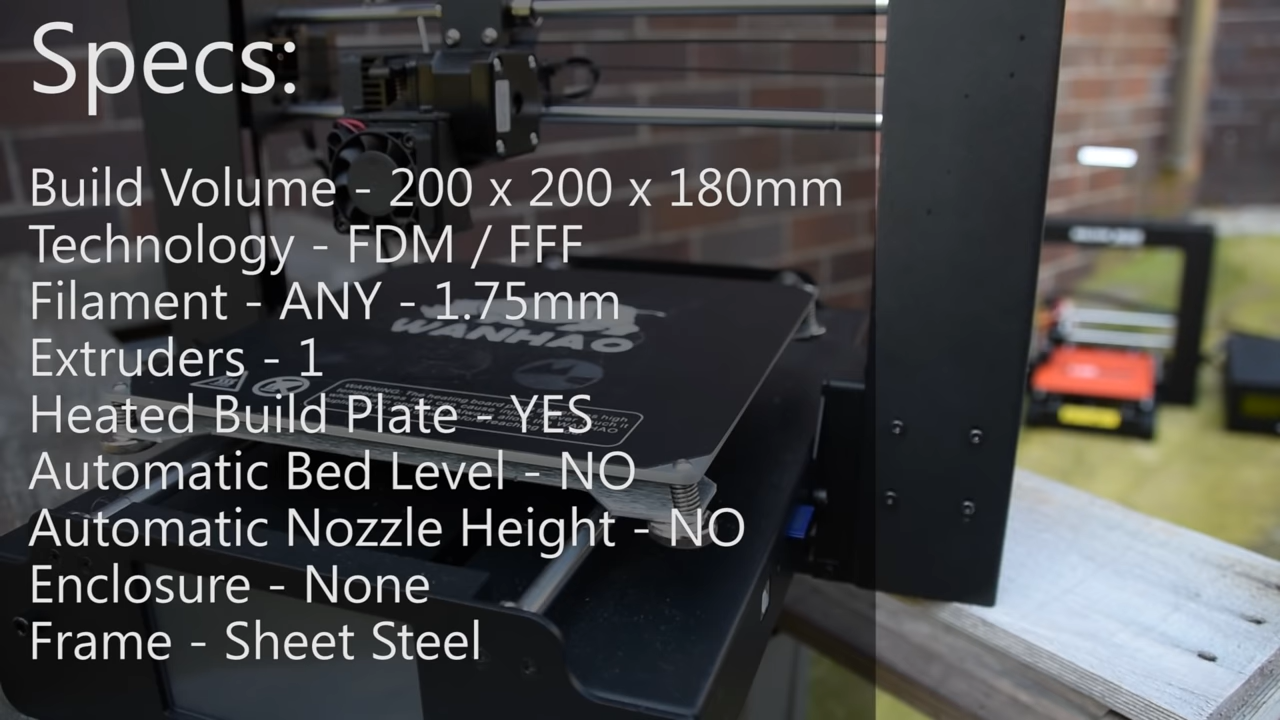 Specs:
Build Volume - 200 x 200 x 180mm
Technology - FDM / FFF
Filament - ANY - 1.75mm
WANHAO
Extruders - 1
Heated Build Plate - YES
Automatic Bed Level - NO
Automatic Nozzle Height - NO
Enclosure - None
Frame - Sheet Steel